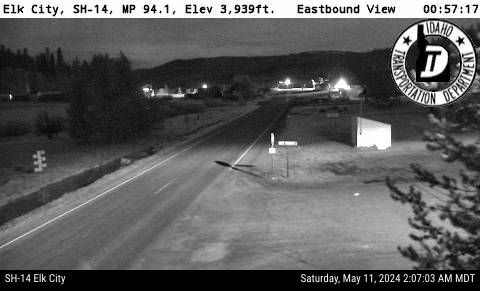 Elk City, SH-14, MP 94.1, Elev 3,939ft. Eastbound View 00:57:17
IDAHO
TRANSPORTATION DEPARTMENT
SH-14 Elk City Saturday, May 11, 2024 2:07:03 AM MDT